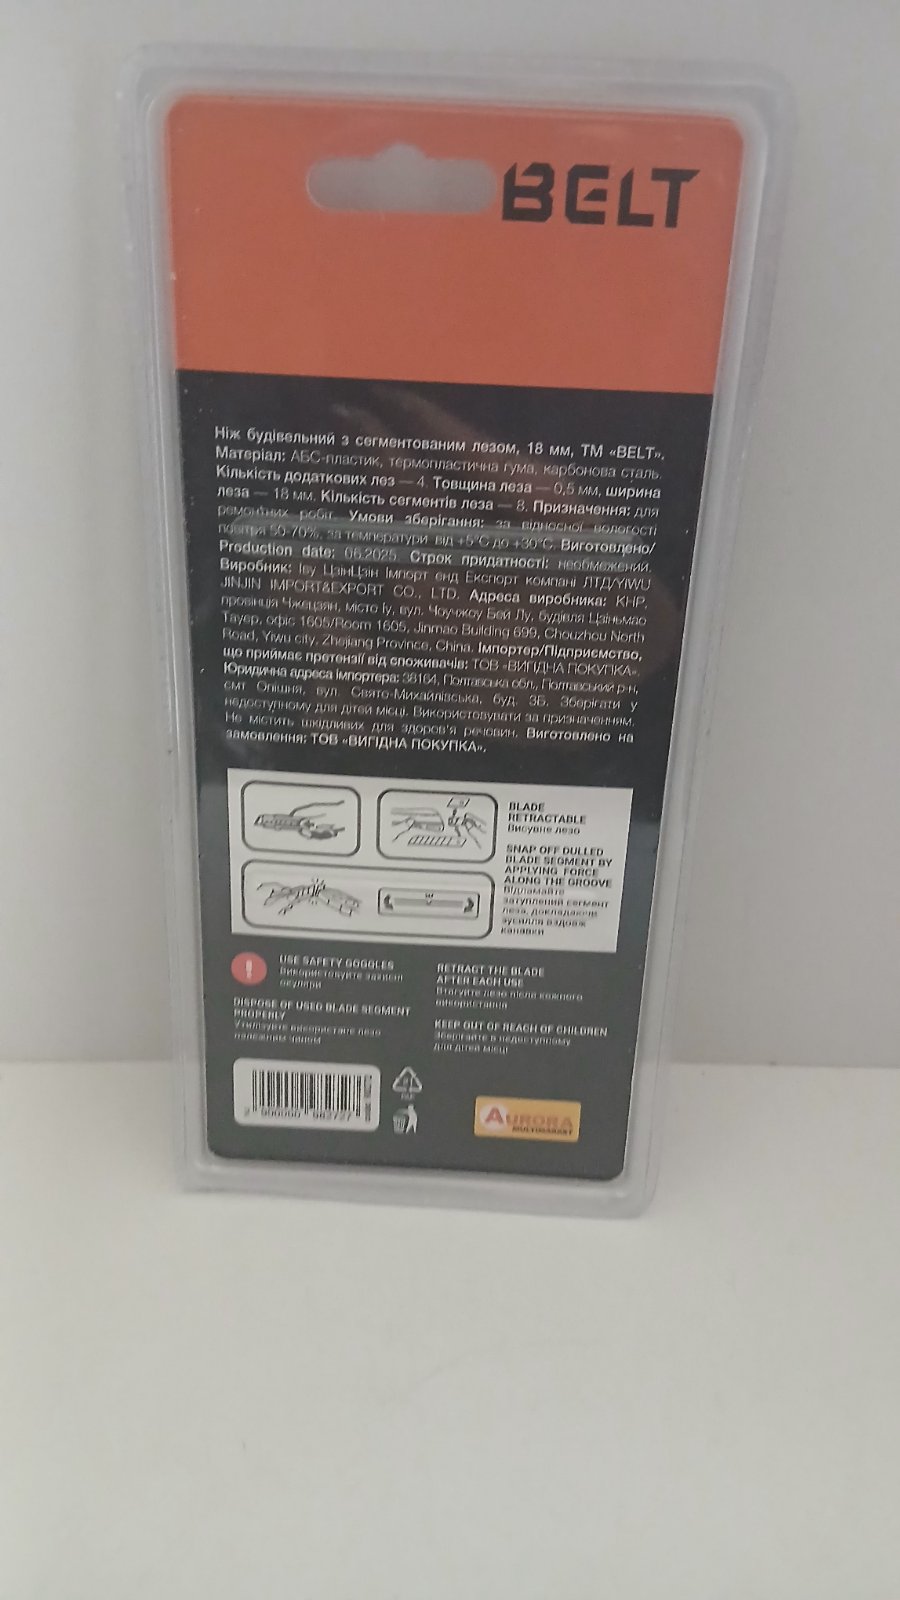 BELT
Ніж будівельний з сегментованим лезом, 18 мм, ТМ «BELT».
Матеріал: АБС-пластик, термопластична гума, карбонова сталь.
Кількість додаткових лез — 4. Товщина леза — 0,5 мм, ширина
леза — 18 мм. Кількість сегментів леза — 8. Призначення: для
ремонтних робіт. Умови зберігання: за відносної вологості
повітря 50-70%, за температури від +5°С до +30°С. Виготовлено/
Production date: 06.2025. Строк придатності: необмежений.
Виробник: Іву ЦзінЦзін Імпорт енд Експорт компані ЛТД/YIWU
JINJIN IMPORT&EXPORT CO., LTD. Адреса виробника: КНР,
провінція Чжецзян, місто Іу, вул. Чоучжоу Бей Лу, будівля Цзіньмао
Тауер, офіс 1605/Room 1605, Jinmao Building 699, Chouzhou North
Road, Yiwu city, Zhejiang Province, China. Імпортер/Підприємство,
що приймає претензії від споживачів: ТОВ «ВИГІДНА ПОКУПКА».
Юридична адреса імпортера: 38164, Полтавська обл., Полтавський р-н,
смт Опішня, вул. Свято-Михайлівська, буд. 3Б. Зберігати у
недоступному для дітей місці. Використовувати за призначенням.
Не містить шкідливих для здоров'я речовин. Виготовлено на
замовлення: ТОВ «ВИГІДНА ПОКУПКА».
BLADE
RETRACTABLE
Висувне лезо
SNAP OFF DULLED
BLADE SEGMENT BY
APPLYING FORCE
ALONG THE GROOVE
Відламайте
затуплений сегмент
леза, докладаючи
зусилля вздовж
канавки
USE SAFETY GOGGLES
Використовуйте захисні
окуляри
DISPOSE OF USED BLADE SEGMENT
PROPERLY
Утилізуйте використане лезо
належним чином
RETRACT THE BLADE
AFTER EACH USE
Втягуйте лезо після кожного
використання
KEEP OUT OF REACH OF CHILDREN
Зберігайте в недоступному
для дітей місці
2 900000 983727
AURORA
MULTIMARKET